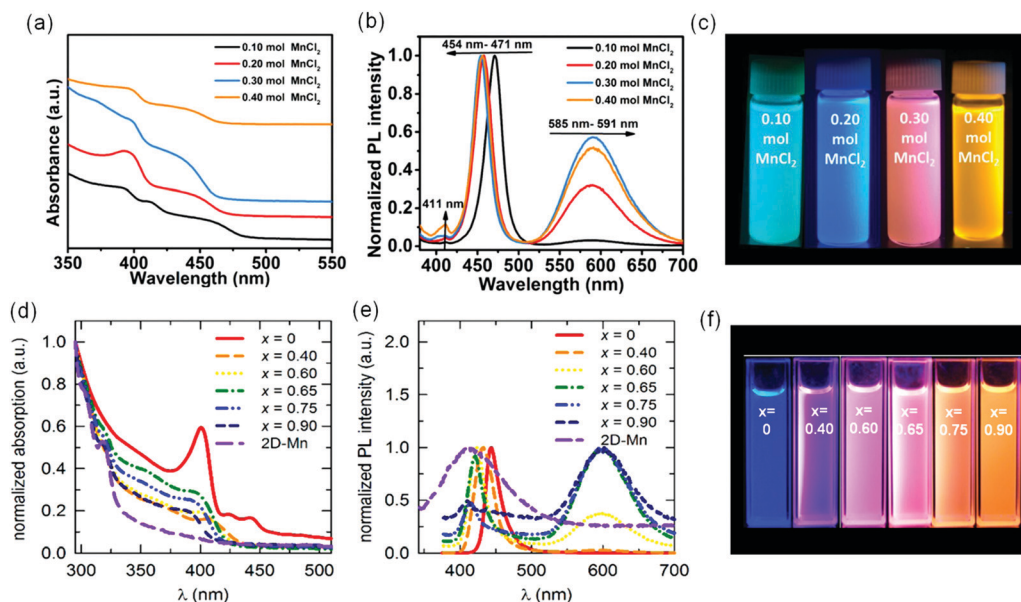 (a)
0.10 mol MnCl2
0.20 mol MnCl2
0.30 mol MnCl2
0.40 mol MnCl2
Absorbance (a.u.)
350 400 450 500 550
Wavelength (nm)
(b)
454 nm- 471 nm
0.10 mol MnCl2
0.20 mol MnCl2
0.30 mol MnCl2
0.40 mol MnCl2
585 nm- 591 nm
411 nm
Normalized PL intensity
1.0
0.8
0.6
0.4
0.2
0.0
400 450 500 550 600 650 700
Wavelength (nm)
(c)
0.10
mol
MnCl2
0.20
mol
MnCl2
0.30
mol
MnCl2
0.40
mol
MnCl2
(d)
x = 0
x = 0.40
x = 0.60
x = 0.65
x = 0.75
x = 0.90
2D-Mn
normalized absorption (a.u.)
1.0
0.8
0.6
0.4
0.2
0.0
300 350 400 450 500
λ (nm)
(e)
x = 0
x = 0.40
x = 0.60
x = 0.65
x = 0.75
x = 0.90
2D-Mn
normalized PL intensity (a.u.)
2.0
1.5
1.0
0.75
0.5
0.25
0.0
400 500 600 700
λ (nm)
(f)
x=
0
x=
0.40
x=
0.60
x=
0.65
x=
0.75
x=
0.90